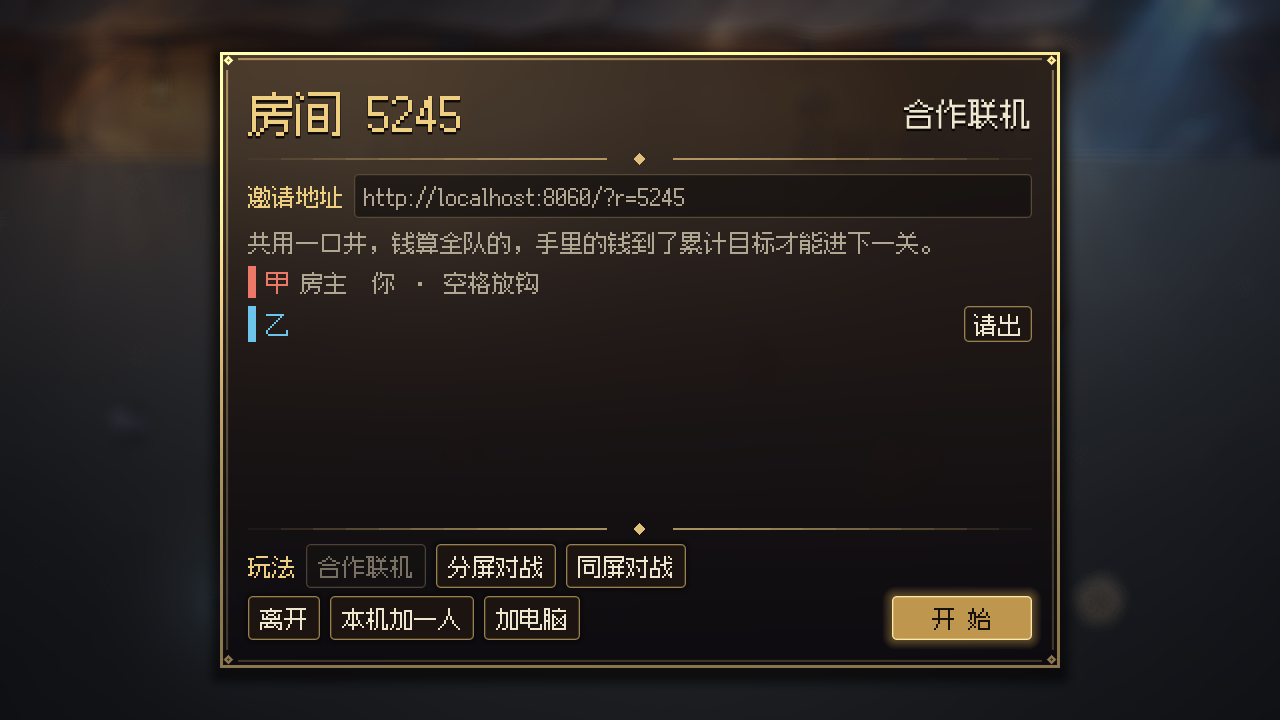 房间 5245
合作联机
邀请地址 http://localhost:8060/?r=5245
共用一口井，钱算全队的，手里的钱到了累计目标才能进下一关。
甲 房主 你 · 空格放钩
乙 请出
玩法 合作联机 分屏对战 同屏对战
离开 本机加一人 加电脑 开始